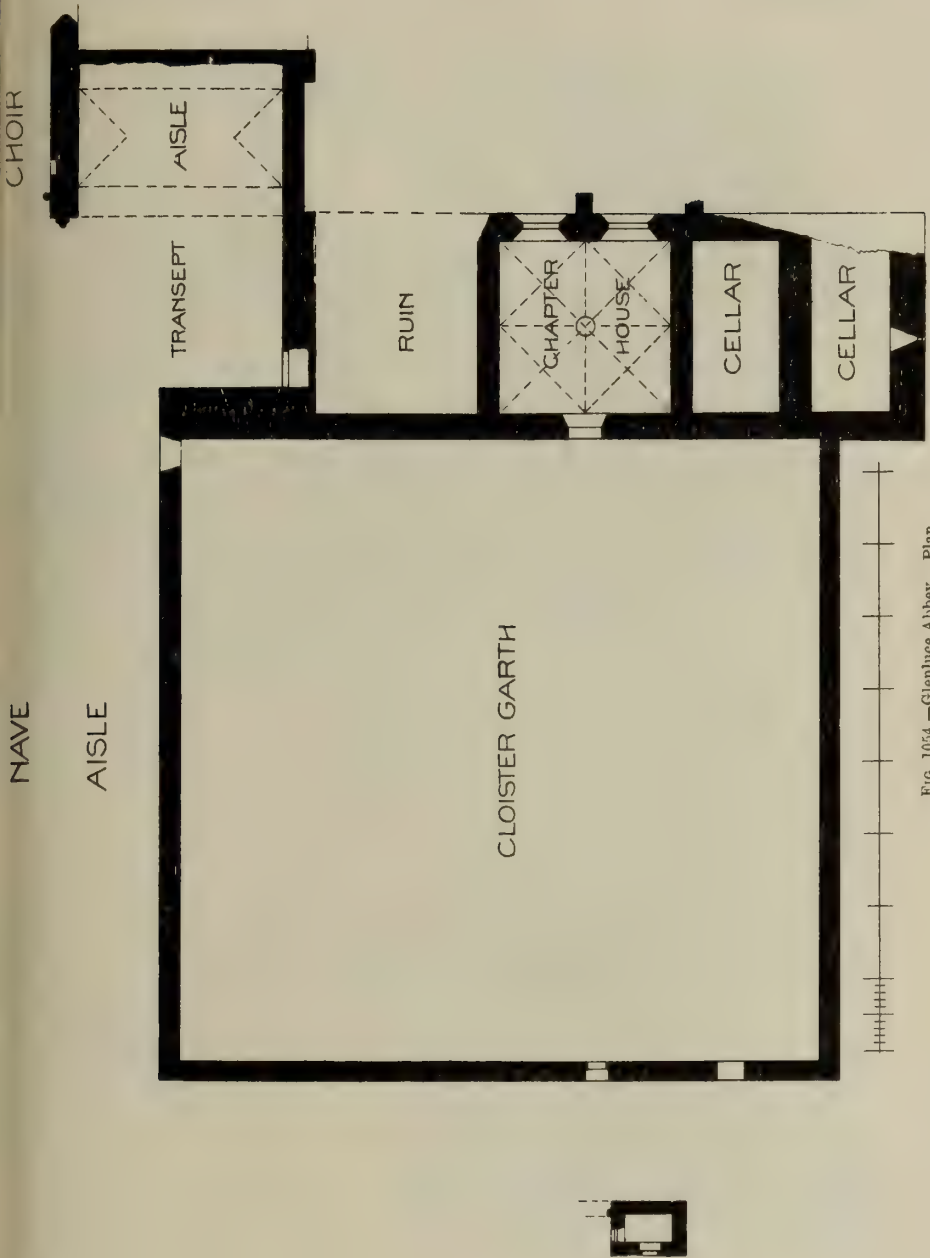 CHOIR
AISLE
TRANSEPT
RUIN
CHAPTER
HOUSE
CELLAR
CELLAR
NAVE
AISLE
CLOISTER GARTH
FIG. 1054.—Glenluce Abbey. Plan.